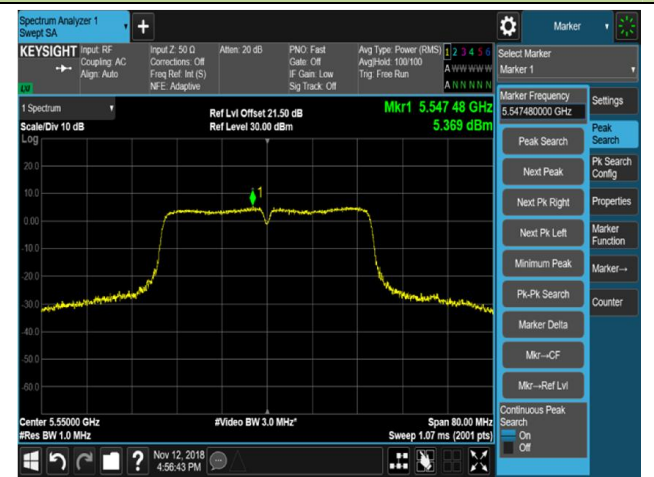 Spectrum Analyzer 1
Swept SA
Marker
KEYSIGHT
Input: RF
Coupling: AC
Align: Auto
Input Z: 50 Ω
Corrections: Off
Freq Ref: Int (S)
NFE: Adaptive
Atten: 20 dB
PNO: Fast
Gate: Off
IF Gain: Low
Sig Track: Off
Avg Type: Power (RMS)
Avg|Hold: 100/100
Trig: Free Run
1 2 3 4 5 6
A W W W W W
A N N N N N
Select Marker
Marker 1
1 Spectrum
Scale/Div 10 dB
Ref Lvl Offset 21.50 dB
Ref Level 30.00 dBm
Mkr1 5.547 48 GHz
5.369 dBm
Log
20.0
10.0
0.00
-10.0
-20.0
-30.0
-40.0
-50.0
-60.0
1
Center 5.55000 GHz
#Res BW 1.0 MHz
#Video BW 3.0 MHz*
Span 80.00 MHz
Sweep 1.07 ms (2001 pts)
Nov 12, 2018
4:56:43 PM
Marker Frequency
5.547480000 GHz
Peak Search
Next Peak
Next Pk Right
Next Pk Left
Minimum Peak
Pk-Pk Search
Marker Delta
Mkr→CF
Mkr→Ref Lvl
Continuous Peak
Search
On
Off
Settings
Peak
Search
Pk Search
Config
Properties
Marker
Function
Marker→
Counter